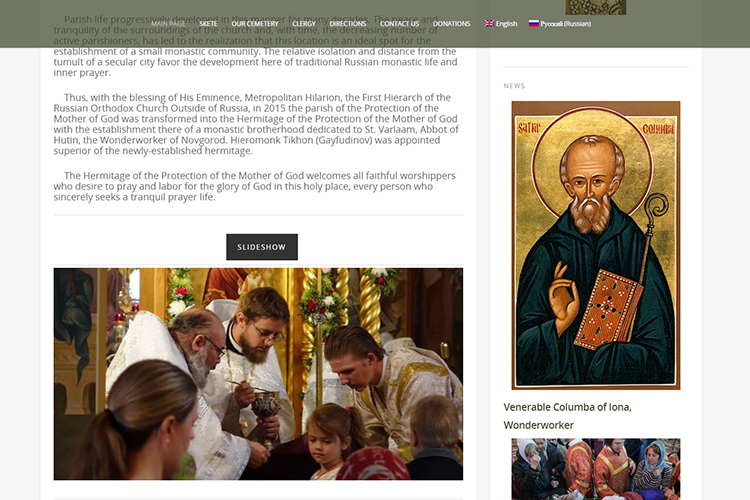 MAIN PAGE SKETE OUR CEMETERY CLERGY DIRECTIONS CONTACT US DONATIONS English Русский (Russian)
Parish life progressively developed in this manner for many decades. The peace and
tranquility of the surroundings of the church and, with time, the decreasing number of
active parishioners, has led to the realization that this location is an ideal spot for the
establishment of a small monastic community. The relative isolation and distance from the
tumult of a secular city favor the development here of traditional Russian monastic life and
inner prayer.
Thus, with the blessing of His Eminence, Metropolitan Hilarion, the First Hierarch of the
Russian Orthodox Church Outside of Russia, in 2015 the parish of the Protection of the
Mother of God was transformed into the Hermitage of the Protection of the Mother of God
with the establishment there of a monastic brotherhood dedicated to St. Varlaam, Abbot of
Hutin, the Wonderworker of Novgorod. Hieromonk Tikhon (Gayfudinov) was appointed
superior of the newly-established hermitage.
The Hermitage of the Protection of the Mother of God welcomes all faithful worshippers
who desire to pray and labor for the glory of God in this holy place, every person who
sincerely seeks a tranquil prayer life.
SLIDESHOW
NEWS
Venerable Columba of Iona,
Wonderworker